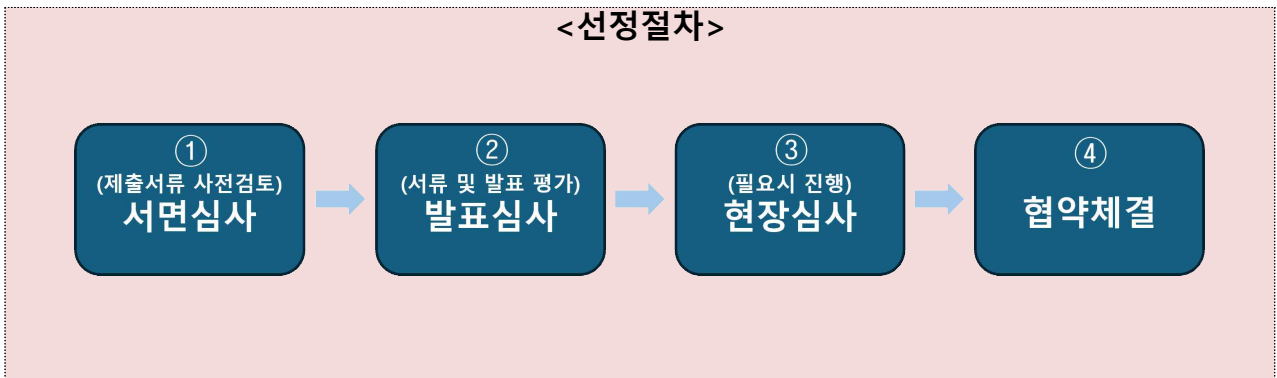 <선정절차>
①
(제출서류 사전검토)
서면심사
②
(서류 및 발표 평가)
발표심사
③
(필요시 진행)
현장심사
④
협약체결